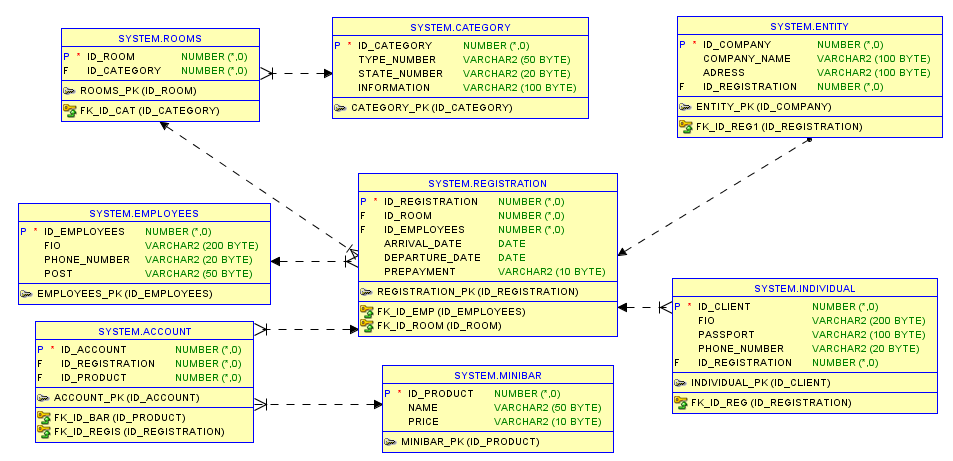 SYSTEM.ROOMS
P * ID_ROOM NUMBER (*,0)
F ID_CATEGORY NUMBER (*,0)
ROOMS_PK (ID_ROOM)
FK_ID_CAT (ID_CATEGORY)
SYSTEM.CATEGORY
P * ID_CATEGORY NUMBER (*,0)
TYPE_NUMBER VARCHAR2 (50 BYTE)
STATE_NUMBER VARCHAR2 (20 BYTE)
INFORMATION VARCHAR2 (100 BYTE)
CATEGORY_PK (ID_CATEGORY)
SYSTEM.ENTITY
P * ID_COMPANY NUMBER (*,0)
COMPANY_NAME VARCHAR2 (100 BYTE)
ADRESS VARCHAR2 (100 BYTE)
F ID_REGISTRATION NUMBER (*,0)
ENTITY_PK (ID_COMPANY)
FK_ID_REG1 (ID_REGISTRATION)
SYSTEM.EMPLOYEES
P * ID_EMPLOYEES NUMBER (*,0)
FIO VARCHAR2 (200 BYTE)
PHONE_NUMBER VARCHAR2 (20 BYTE)
POST VARCHAR2 (50 BYTE)
EMPLOYEES_PK (ID_EMPLOYEES)
SYSTEM.REGISTRATION
P * ID_REGISTRATION NUMBER (*,0)
F ID_ROOM NUMBER (*,0)
F ID_EMPLOYEES NUMBER (*,0)
ARRIVAL_DATE DATE
DEPARTURE_DATE DATE
PREPAYMENT VARCHAR2 (10 BYTE)
REGISTRATION_PK (ID_REGISTRATION)
FK_ID_EMP (ID_EMPLOYEES)
FK_ID_ROOM (ID_ROOM)
SYSTEM.INDIVIDUAL
P * ID_CLIENT NUMBER (*,0)
FIO VARCHAR2 (200 BYTE)
PASSPORT VARCHAR2 (100 BYTE)
PHONE_NUMBER VARCHAR2 (20 BYTE)
F ID_REGISTRATION NUMBER (*,0)
INDIVIDUAL_PK (ID_CLIENT)
FK_ID_REG (ID_REGISTRATION)
SYSTEM.ACCOUNT
P * ID_ACCOUNT NUMBER (*,0)
F ID_REGISTRATION NUMBER (*,0)
F ID_PRODUCT NUMBER (*,0)
ACCOUNT_PK (ID_ACCOUNT)
FK_ID_BAR (ID_PRODUCT)
FK_ID_REGIS (ID_REGISTRATION)
SYSTEM.MINIBAR
P * ID_PRODUCT NUMBER (*,0)
NAME VARCHAR2 (50 BYTE)
PRICE VARCHAR2 (10 BYTE)
MINIBAR_PK (ID_PRODUCT)